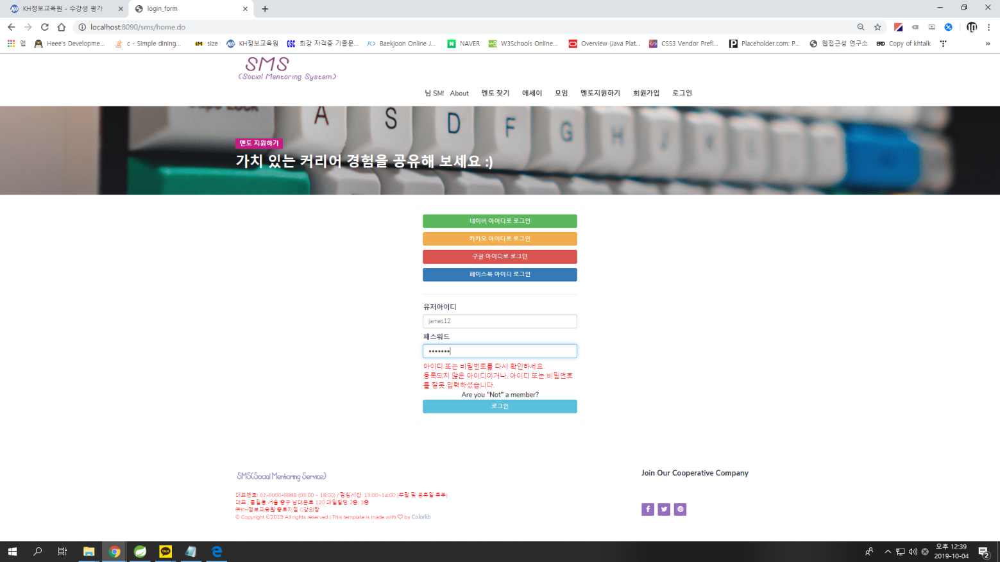 KH정보교육원 - 수강생 평가
login_form
localhost:8090/sms/home.do
앱
Heee's Developme...
c - Simple dining...
size
KH정보교육원
최강 자격증 기출문...
Baekjoon Online J...
NAVER
W3Schools Online...
Overview (Java Plat...
CSS3 Vendor Prefi...
Placeholder.com: P...
웹접근성 연구소
Copy of khtalk
»
SMS
(Social Mentoring System)
님 SMS
About
멘토 찾기
에세이
모임
멘토지원하기
회원가입
로그인
A S D F G H J
멘토 지원하기
가치 있는 커리어 경험을 공유해 보세요 :)
네이버 아이디로 로그인
카카오 아이디로 로그인
구글 아이디로 로그인
페이스북 아이디 로그인
유저아이디
james12
패스워드
•••••••
아이디 또는 비밀번호를 다시 확인하세요.
등록되지 않은 아이디이거나, 아이디 또는 비밀번호
를 잘못 입력하셨습니다.
Are you "Not" a member?
로그인
SMS(Social Mentoring Service)
Join Our Cooperative Company
대표번호: 02-0000-8888 (09:00 ~ 18:00) / 점심시간: 13:00~14:00 (주말 및 공휴일 휴무)
대표 : 홍길동 서울 중구 남대문로 120 대일빌딩 2층, 3층
㈜KH정보교육원 종로지점 C강의장
© Copyright ©2019 All rights reserved | This template is made with ♡ by Colorlib
TALK
오후 12:39
2019-10-04
2